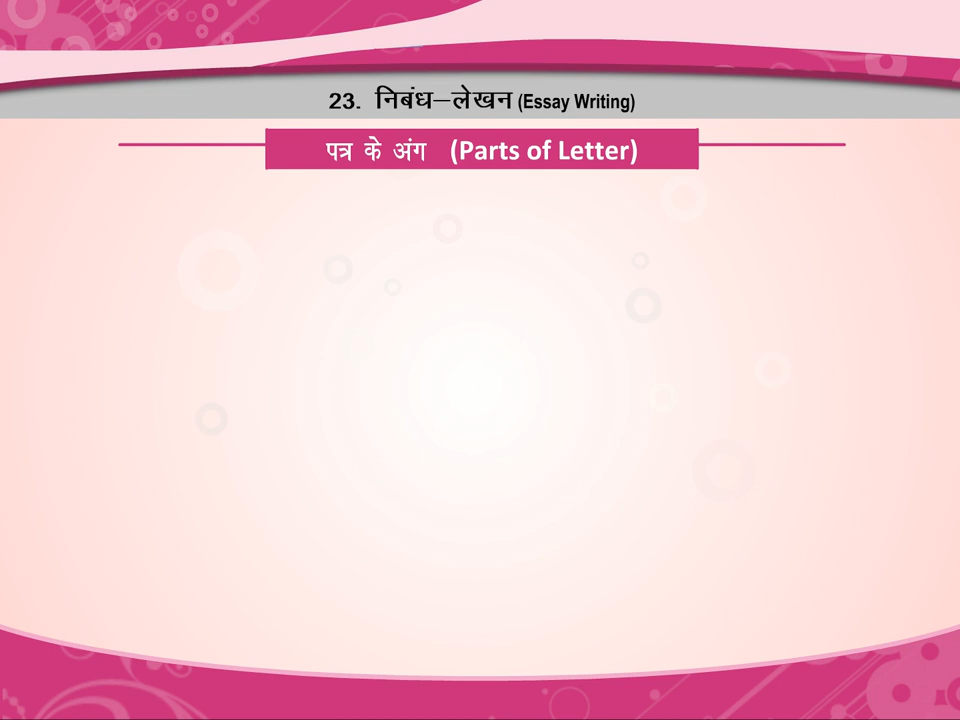 23. निबंध–लेखन (Essay Writing)
पत्र के अंग (Parts of Letter)